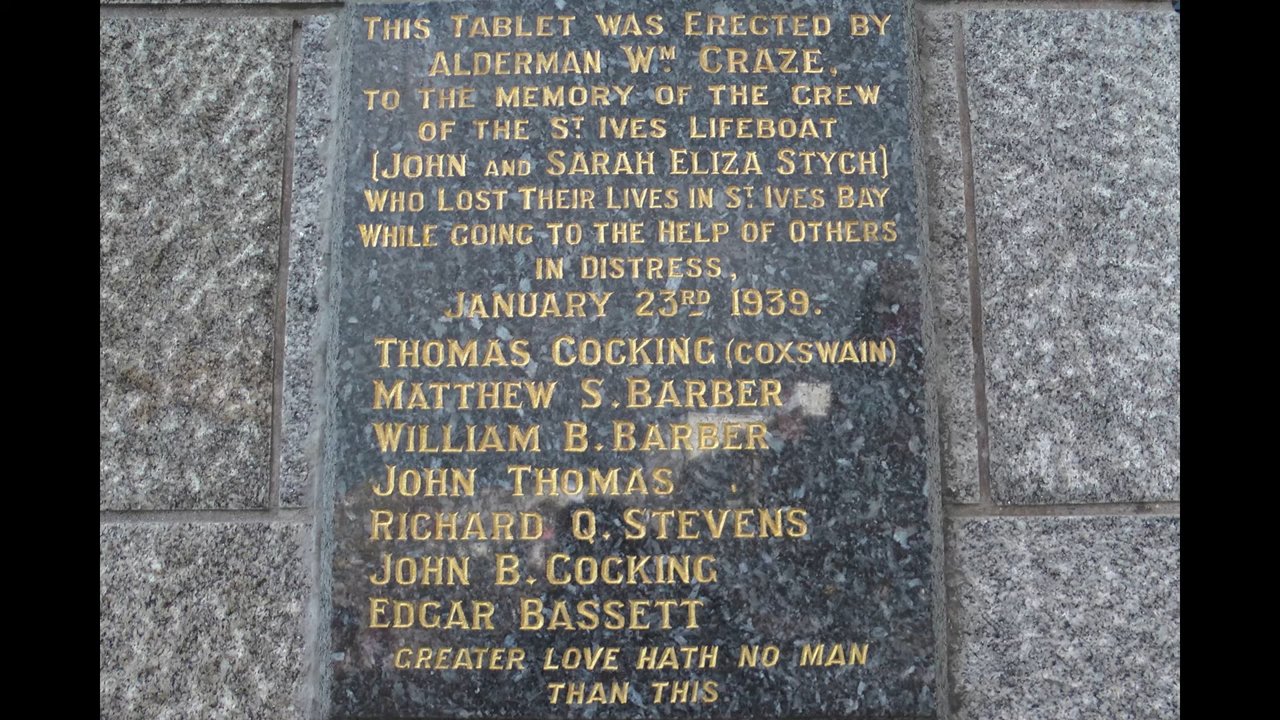 THIS TABLET WAS ERECTED BY
ALDERMAN WM. CRAZE,
TO THE MEMORY OF THE CREW
OF THE ST IVES LIFEBOAT
(JOHN AND SARAH ELIZA STYCH)
WHO LOST THEIR LIVES IN ST IVES BAY
WHILE GOING TO THE HELP OF OTHERS
IN DISTRESS,
JANUARY 23RD 1939.
THOMAS COCKING (COXSWAIN)
MATTHEW S. BARBER
WILLIAM B. BARBER
JOHN THOMAS
RICHARD Q. STEVENS
JOHN B. COCKING
EDGAR BASSETT
GREATER LOVE HATH NO MAN
THAN THIS